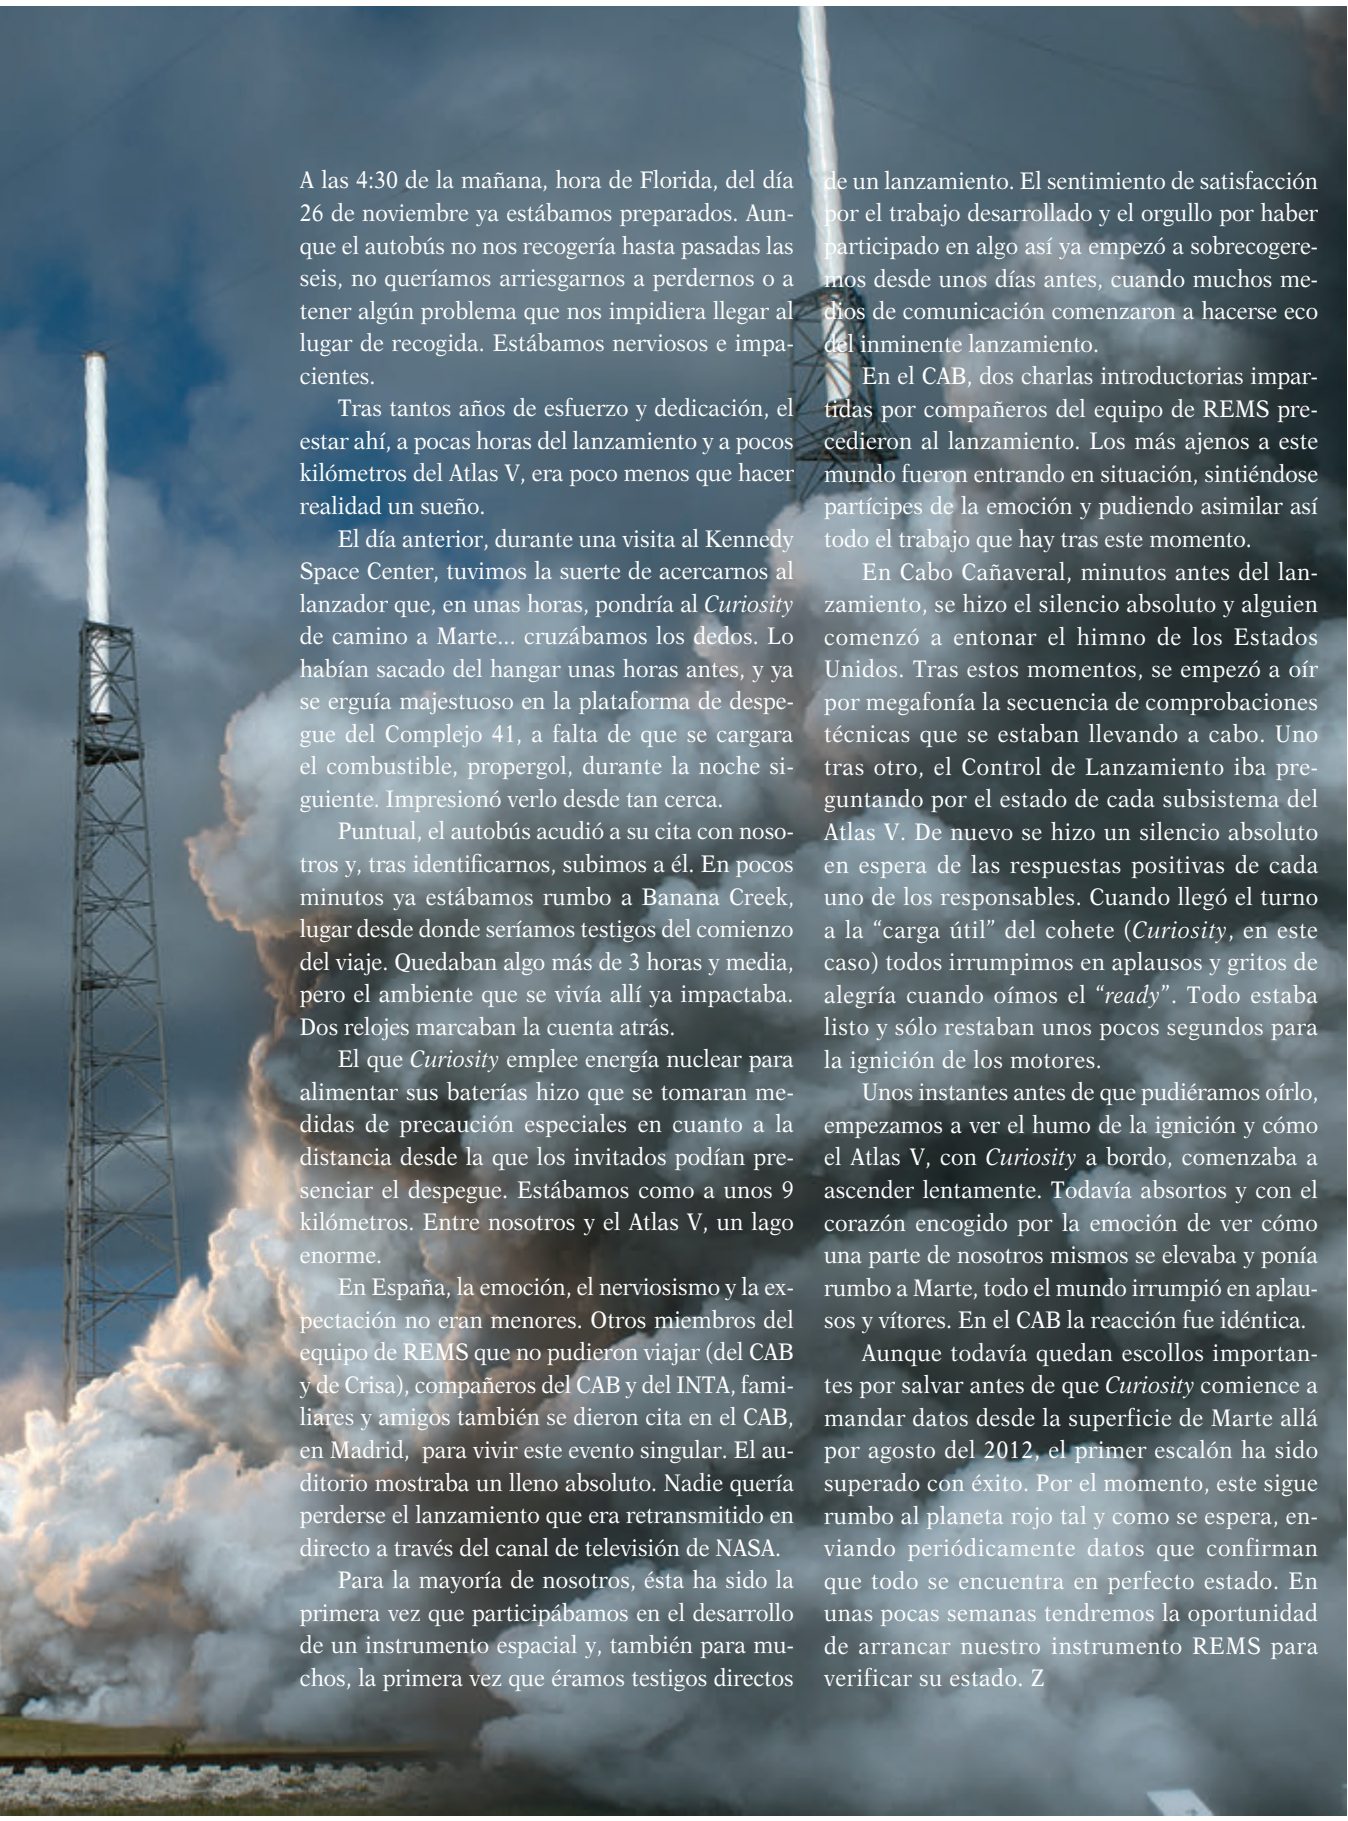 A las 4:30 de la mañana, hora de Florida, del día
26 de noviembre ya estábamos preparados. Aun-
que el autobús no nos recogería hasta pasadas las
seis, no queríamos arriesgarnos a perdernos o a
tener algún problema que nos impidiera llegar al
lugar de recogida. Estábamos nerviosos e impa-
cientes.
Tras tantos años de esfuerzo y dedicación, el
estar ahí, a pocas horas del lanzamiento y a pocos
kilómetros del Atlas V, era poco menos que hacer
realidad un sueño.
El día anterior, durante una visita al Kennedy
Space Center, tuvimos la suerte de acercarnos al
lanzador que, en unas horas, pondría al Curiosity
de camino a Marte... cruzábamos los dedos. Lo
habían sacado del hangar unas horas antes, y ya
se erguía majestuoso en la plataforma de despe-
gue del Complejo 41, a falta de que se cargara
el combustible, propergol, durante la noche si-
guiente. Impresionó verlo desde tan cerca.
Puntual, el autobús acudió a su cita con noso-
tros y, tras identificarnos, subimos a él. En pocos
minutos ya estábamos rumbo a Banana Creek,
lugar desde donde seríamos testigos del comienzo
del viaje. Quedaban algo más de 3 horas y media,
pero el ambiente que se vivía allí ya impactaba.
Dos relojes marcaban la cuenta atrás.
El que Curiosity emplee energía nuclear para
alimentar sus baterías hizo que se tomaran me-
didas de precaución especiales en cuanto a la
distancia desde la que los invitados podían pre-
senciar el despegue. Estábamos como a unos 9
kilómetros. Entre nosotros y el Atlas V, un lago
enorme.
En España, la emoción, el nerviosismo y la ex-
pectación no eran menores. Otros miembros del
equipo de REMS que no pudieron viajar (del CAB
y de Crisa), compañeros del CAB y del INTA, fami-
liares y amigos también se dieron cita en el CAB,
en Madrid, para vivir este evento singular. El au-
ditorio mostraba un lleno absoluto. Nadie quería
perderse el lanzamiento que era retransmitido en
directo a través del canal de televisión de NASA.
Para la mayoría de nosotros, ésta ha sido la
primera vez que participábamos en el desarrollo
de un instrumento espacial y, también para mu-
chos, la primera vez que éramos testigos directos
de un lanzamiento. El sentimiento de satisfacción
por el trabajo desarrollado y el orgullo por haber
participado en algo así ya empezó a sobrecogere-
mos desde unos días antes, cuando muchos me-
dios de comunicación comenzaron a hacerse eco
del inminente lanzamiento.
En el CAB, dos charlas introductorias impar-
tidas por compañeros del equipo de REMS pre-
cedieron al lanzamiento. Los más ajenos a este
mundo fueron entrando en situación, sintiéndose
partícipes de la emoción y pudiendo asimilar así
todo el trabajo que hay tras este momento.
En Cabo Cañaveral, minutos antes del lan-
zamiento, se hizo el silencio absoluto y alguien
comenzó a entonar el himno de los Estados
Unidos. Tras estos momentos, se empezó a oír
por megafonía la secuencia de comprobaciones
técnicas que se estaban llevando a cabo. Uno
tras otro, el Control de Lanzamiento iba pre-
guntando por el estado de cada subsistema del
Atlas V. De nuevo se hizo un silencio absoluto
en espera de las respuestas positivas de cada
uno de los responsables. Cuando llegó el turno
a la “carga útil” del cohete (Curiosity, en este
caso) todos irrumpimos en aplausos y gritos de
alegría cuando oímos el “ready”. Todo estaba
listo y sólo restaban unos pocos segundos para
la ignición de los motores.
Unos instantes antes de que pudiéramos oírlo,
empezamos a ver el humo de la ignición y cómo
el Atlas V, con Curiosity a bordo, comenzaba a
ascender lentamente. Todavía absortos y con el
corazón encogido por la emoción de ver cómo
una parte de nosotros mismos se elevaba y ponía
rumbo a Marte, todo el mundo irrumpió en aplau-
sos y vítores. En el CAB la reacción fue idéntica.
Aunque todavía quedan escollos importan-
tes por salvar antes de que Curiosity comience a
mandar datos desde la superficie de Marte allá
por agosto del 2012, el primer escalón ha sido
superado con éxito. Por el momento, este sigue
rumbo al planeta rojo tal y como se espera, en-
viando periódicamente datos que confirman
que todo se encuentra en perfecto estado. En
unas pocas semanas tendremos la oportunidad
de arrancar nuestro instrumento REMS para
verificar su estado. Z